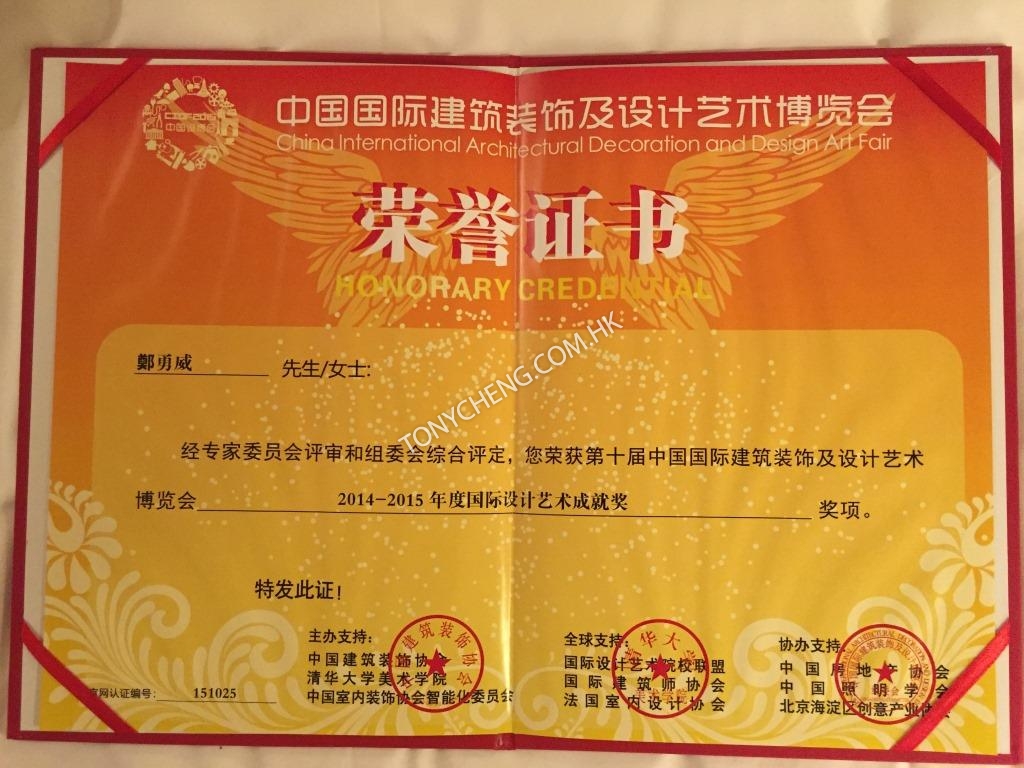 CIDF 2015
中国设博会
中国国际建筑装饰及设计艺术博览会
China International Architectural Decoration and Design Art Fair
荣誉证书
HONORARY CREDENTIAL
鄭勇威 先生/女士:
TONYCHENG.COM.HK
经专家委员会评审和组委会综合评定，您荣获第十届中国国际建筑装饰及设计艺术
博览会 2014-2015 年度国际设计艺术成就奖 奖项。
特发此证！
主办支持：
中国建筑装饰协会
清华大学美术学院
中国室内装饰协会智能化委员会
全球支持：
国际设计艺术院校联盟
国际建筑师协会
法国室内设计协会
协办支持：
中国房地产协会
中国照明学会
北京海淀区创意产业协会
官网认证编号： 151025